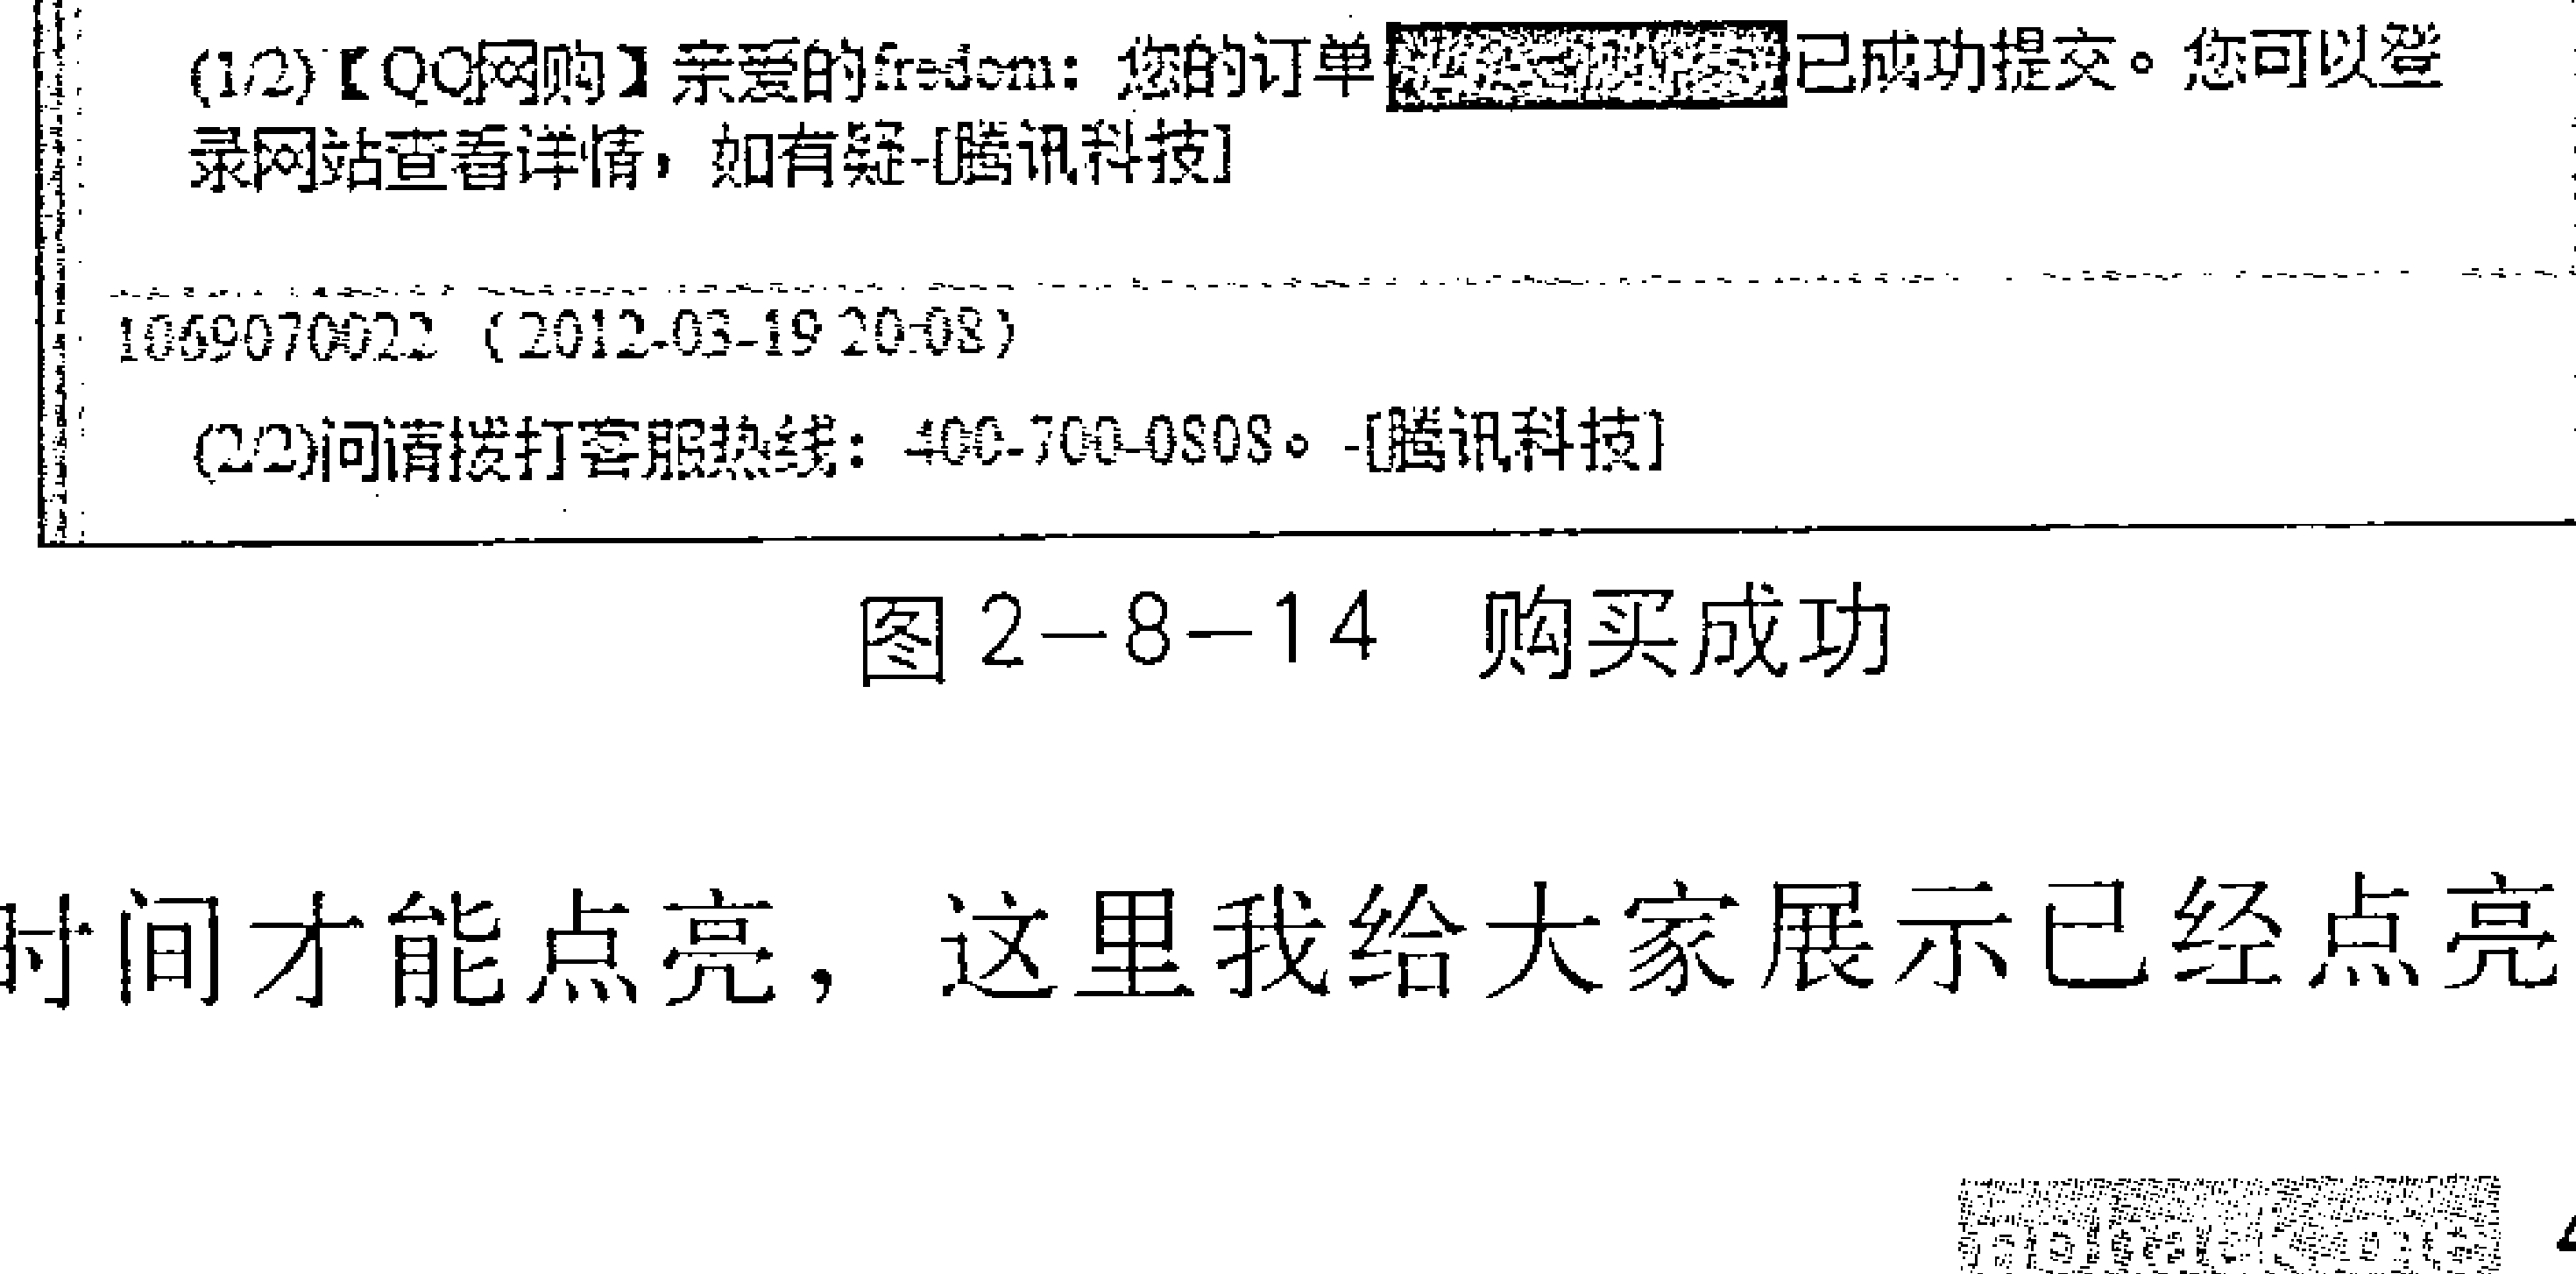 (1/2)【QQ网购】亲爱的fredom：您的订单已成功提交。您可以登
录网站查看详情，如有疑-[腾讯科技]
1069070022（2012-03-19 20:08）
(2/2)问请拨打客服热线：400-700-0808。-[腾讯科技]
图2-8-14 购买成功
时间才能点亮，这里我给大家展示已经点亮